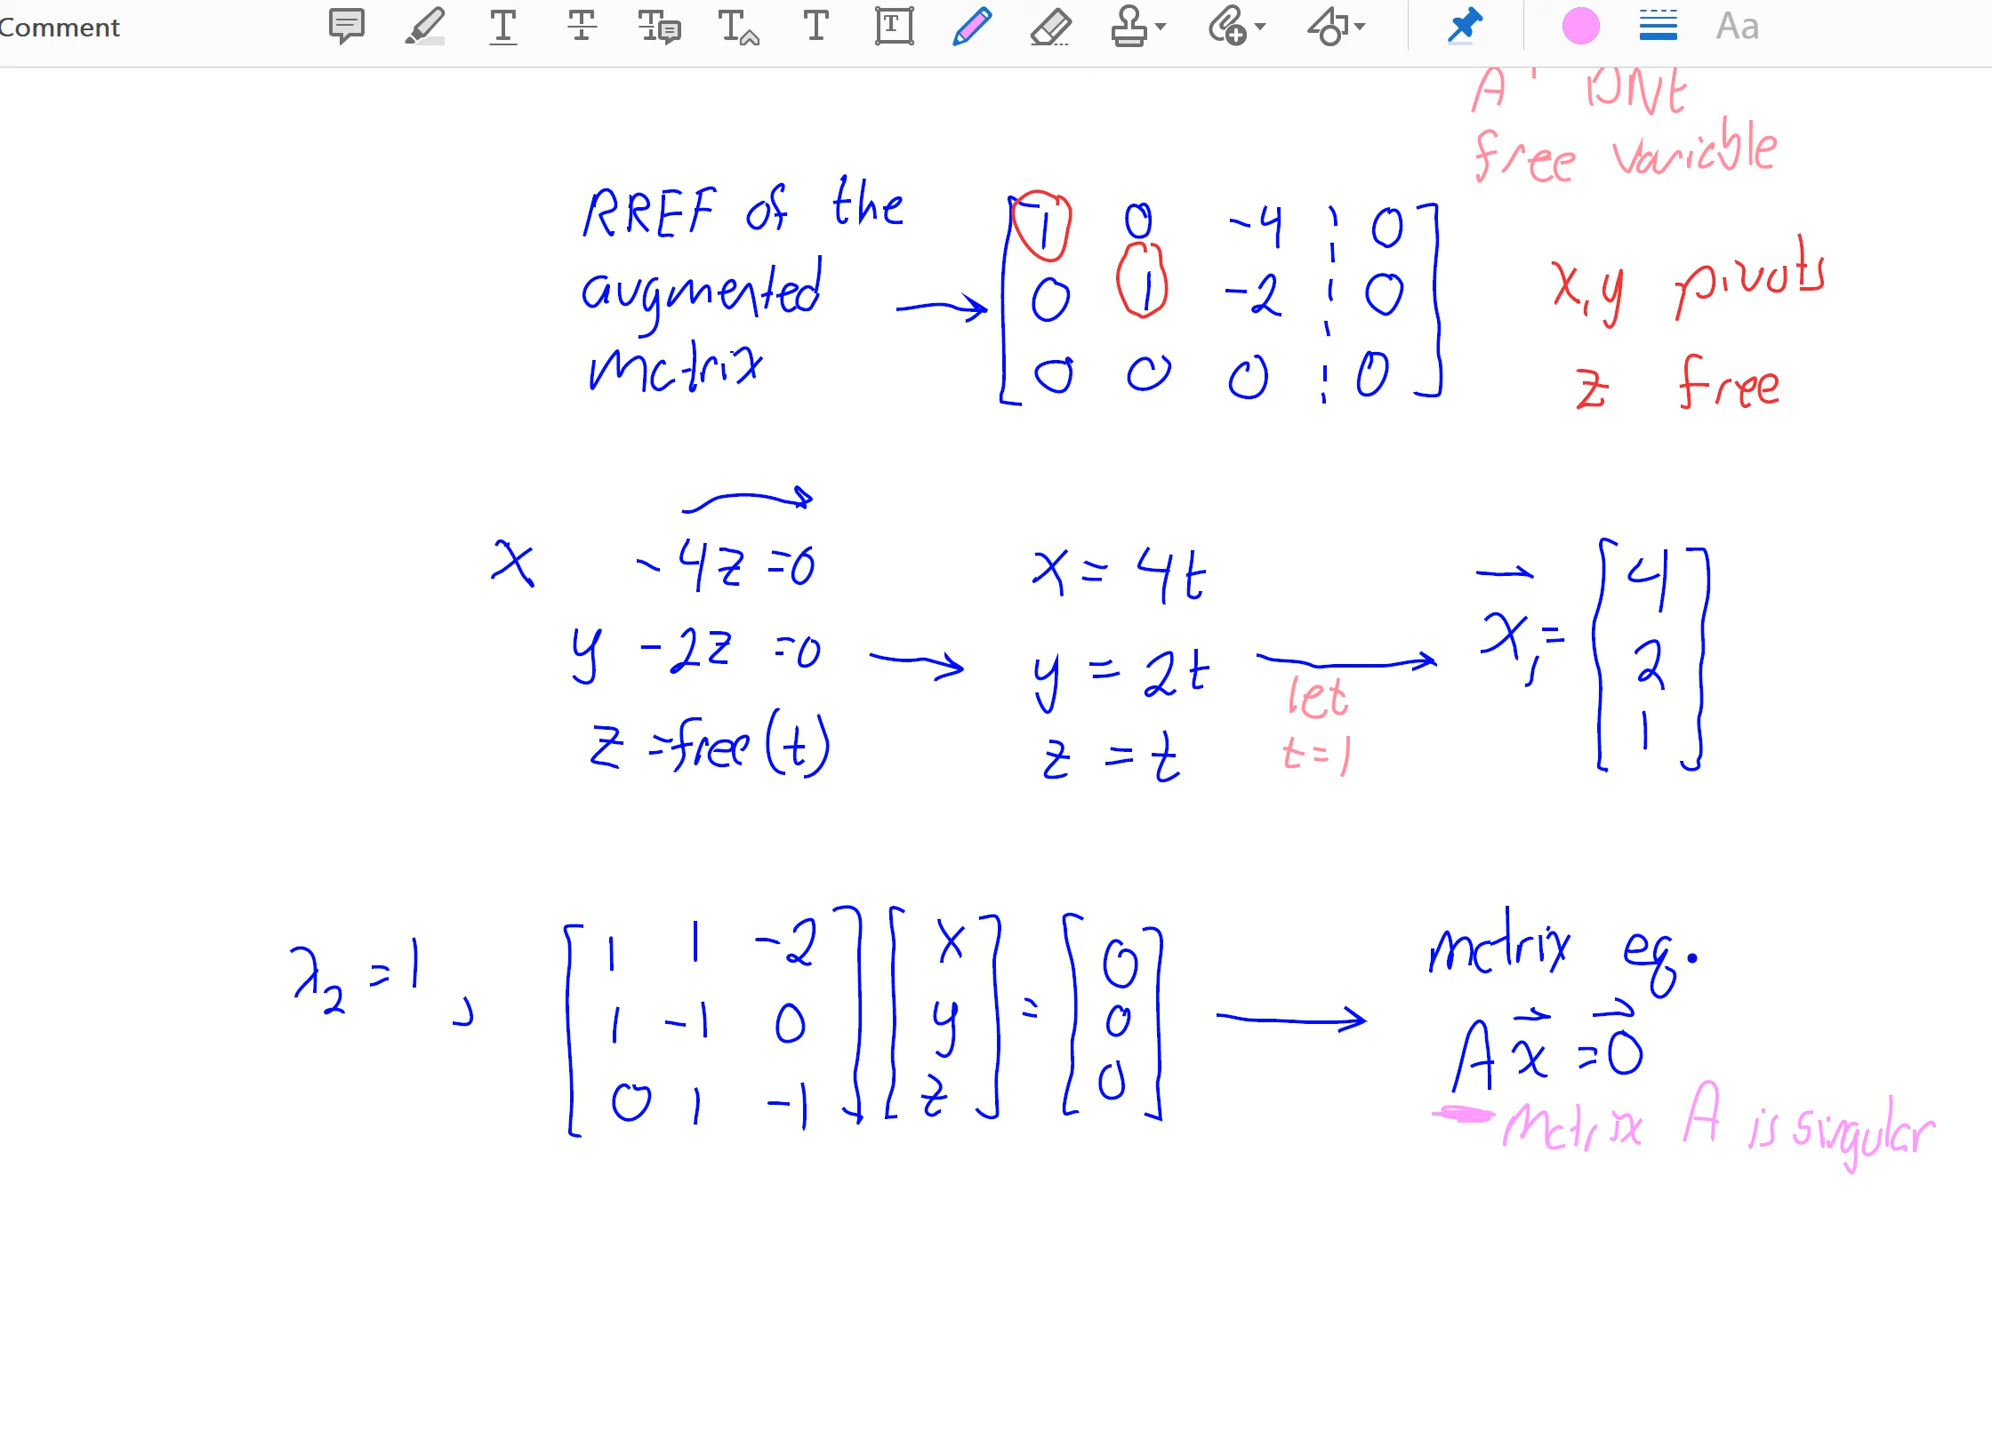 Comment
Aa
DNE
free variable
RREF of the
augmented
matrix
1 0 -4 0
0 1 -2 0
0 0 0 0
x,y pivots
z free
x -4z =0
y -2z =0
z =free(t)
x= 4t
y = 2t
z = t
let
t=1
x₁=
4
2
1
λ₂ =1,
1 1 -2
1 -1 0
0 1 -1
x
y
z
=
0
0
0
matrix eq.
Ax =0
matrix A is singular